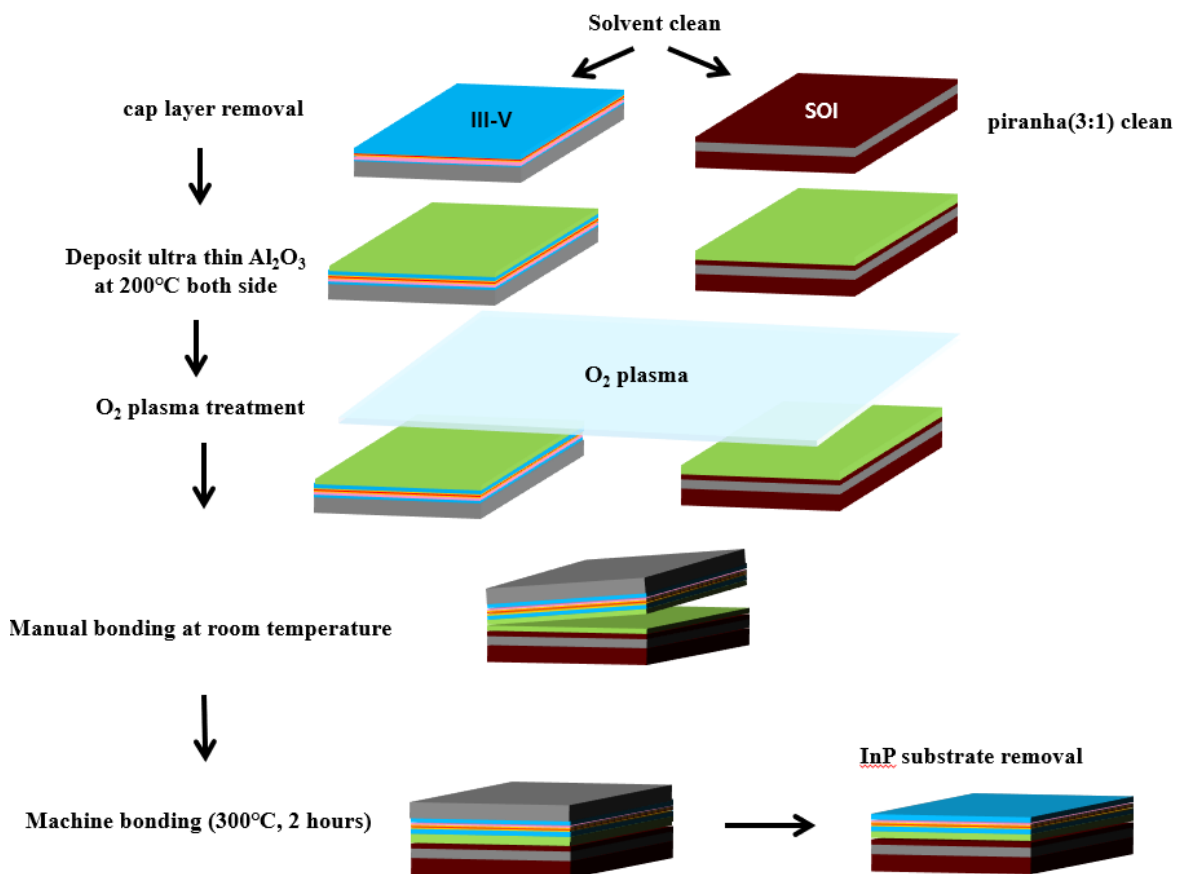 Solvent clean
cap layer removal
III-V
SOI
piranha(3:1) clean
Deposit ultra thin Al₂O₃
at 200°C both side
O₂ plasma
O₂ plasma treatment
Manual bonding at room temperature
InP substrate removal
Machine bonding (300°C, 2 hours)